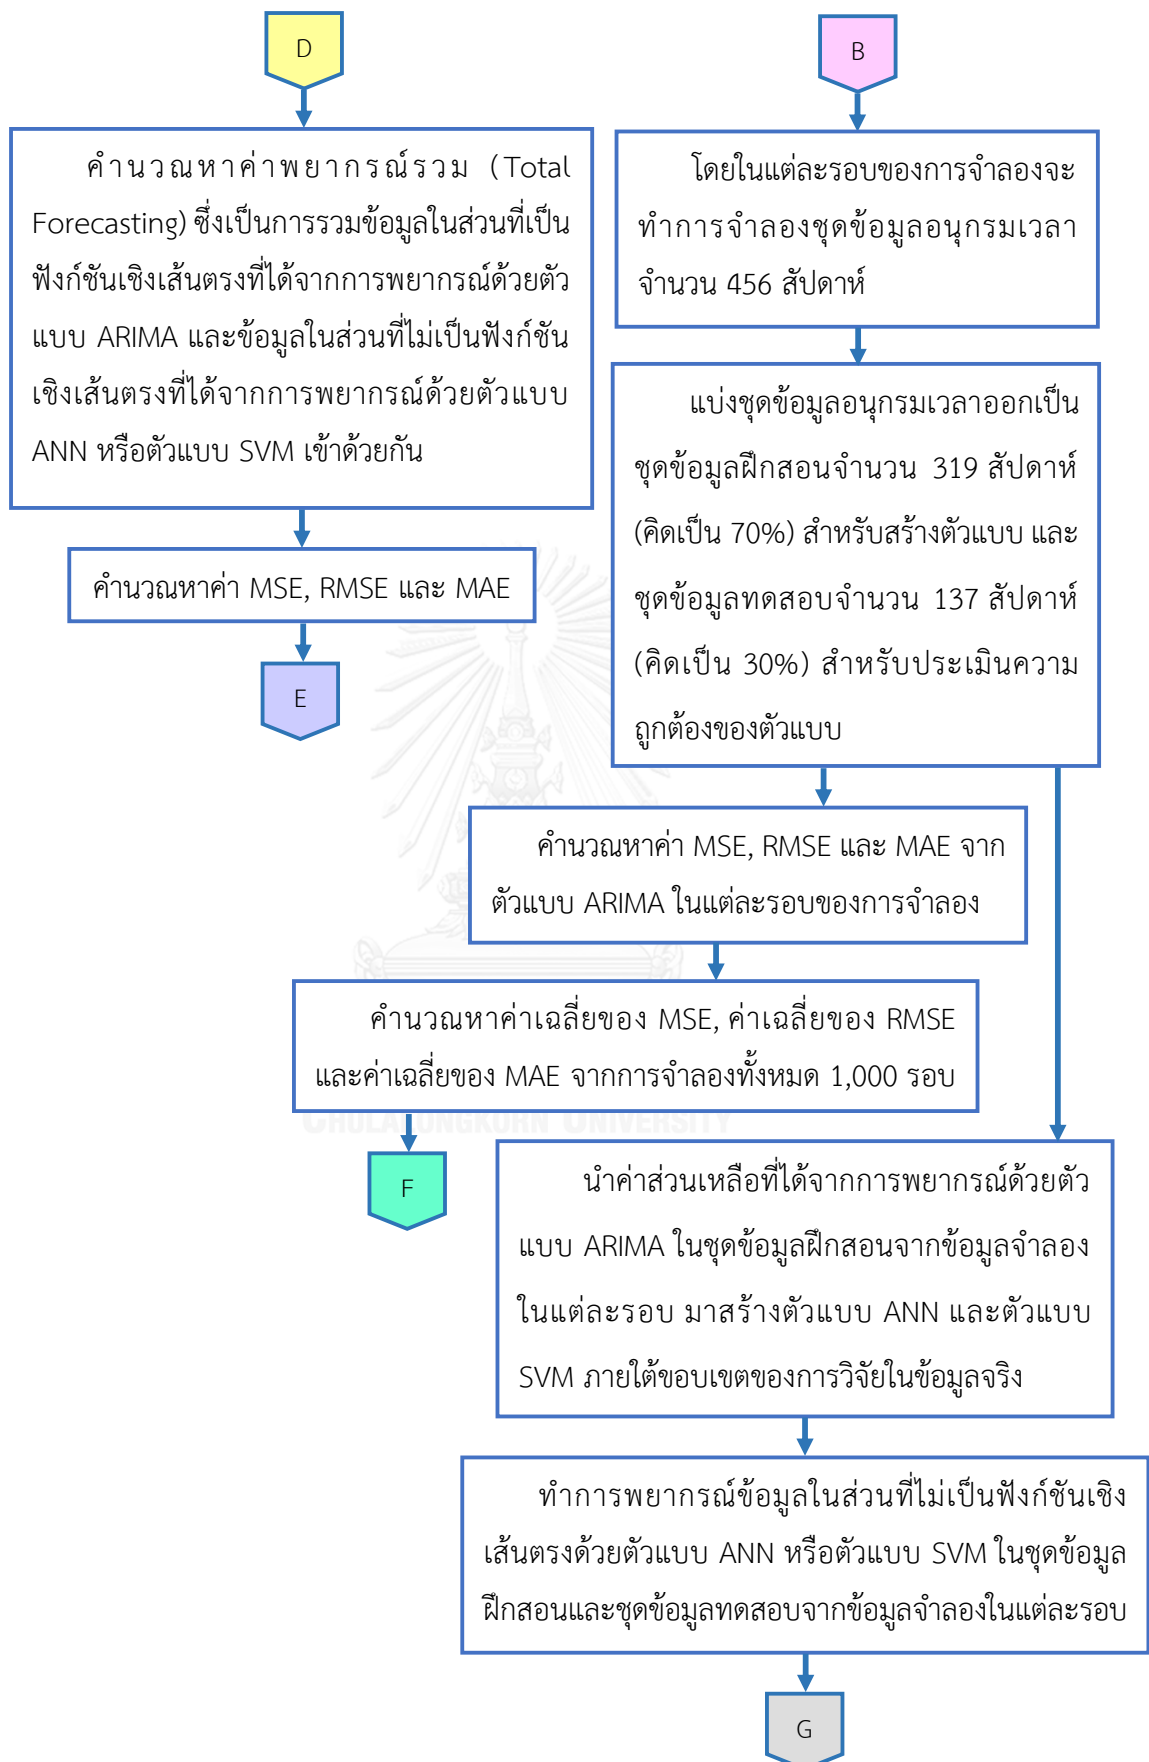 D
คำนวณหาค่าพยากรณ์รวม (Total
Forecasting) ซึ่งเป็นการรวมข้อมูลในส่วนที่เป็น
ฟังก์ชันเชิงเส้นตรงที่ได้จากการพยากรณ์ด้วยตัว
แบบ ARIMA และข้อมูลในส่วนที่ไม่เป็นฟังก์ชัน
เชิงเส้นตรงที่ได้จากการพยากรณ์ด้วยตัวแบบ
ANN หรือตัวแบบ SVM เข้าด้วยกัน
คำนวณหาค่า MSE, RMSE และ MAE
E
B
โดยในแต่ละรอบของการจำลองจะ
ทำการจำลองชุดข้อมูลอนุกรมเวลา
จำนวน 456 สัปดาห์
แบ่งชุดข้อมูลอนุกรมเวลาออกเป็น
ชุดข้อมูลฝึกสอนจำนวน 319 สัปดาห์
(คิดเป็น 70%) สำหรับสร้างตัวแบบ และ
ชุดข้อมูลทดสอบจำนวน 137 สัปดาห์
(คิดเป็น 30%) สำหรับประเมินความ
ถูกต้องของตัวแบบ
คำนวณหาค่า MSE, RMSE และ MAE จาก
ตัวแบบ ARIMA ในแต่ละรอบของการจำลอง
คำนวณหาค่าเฉลี่ยของ MSE, ค่าเฉลี่ยของ RMSE
และค่าเฉลี่ยของ MAE จากการจำลองทั้งหมด 1,000 รอบ
CHULALONGKORN UNIVERSITY
F
นำค่าส่วนเหลือที่ได้จากการพยากรณ์ด้วยตัว
แบบ ARIMA ในชุดข้อมูลฝึกสอนจากข้อมูลจำลอง
ในแต่ละรอบ มาสร้างตัวแบบ ANN และตัวแบบ
SVM ภายใต้ขอบเขตของการวิจัยในข้อมูลจริง
ทำการพยากรณ์ข้อมูลในส่วนที่ไม่เป็นฟังก์ชันเชิง
เส้นตรงด้วยตัวแบบ ANN หรือตัวแบบ SVM ในชุดข้อมูล
ฝึกสอนและชุดข้อมูลทดสอบจากข้อมูลจำลองในแต่ละรอบ
G